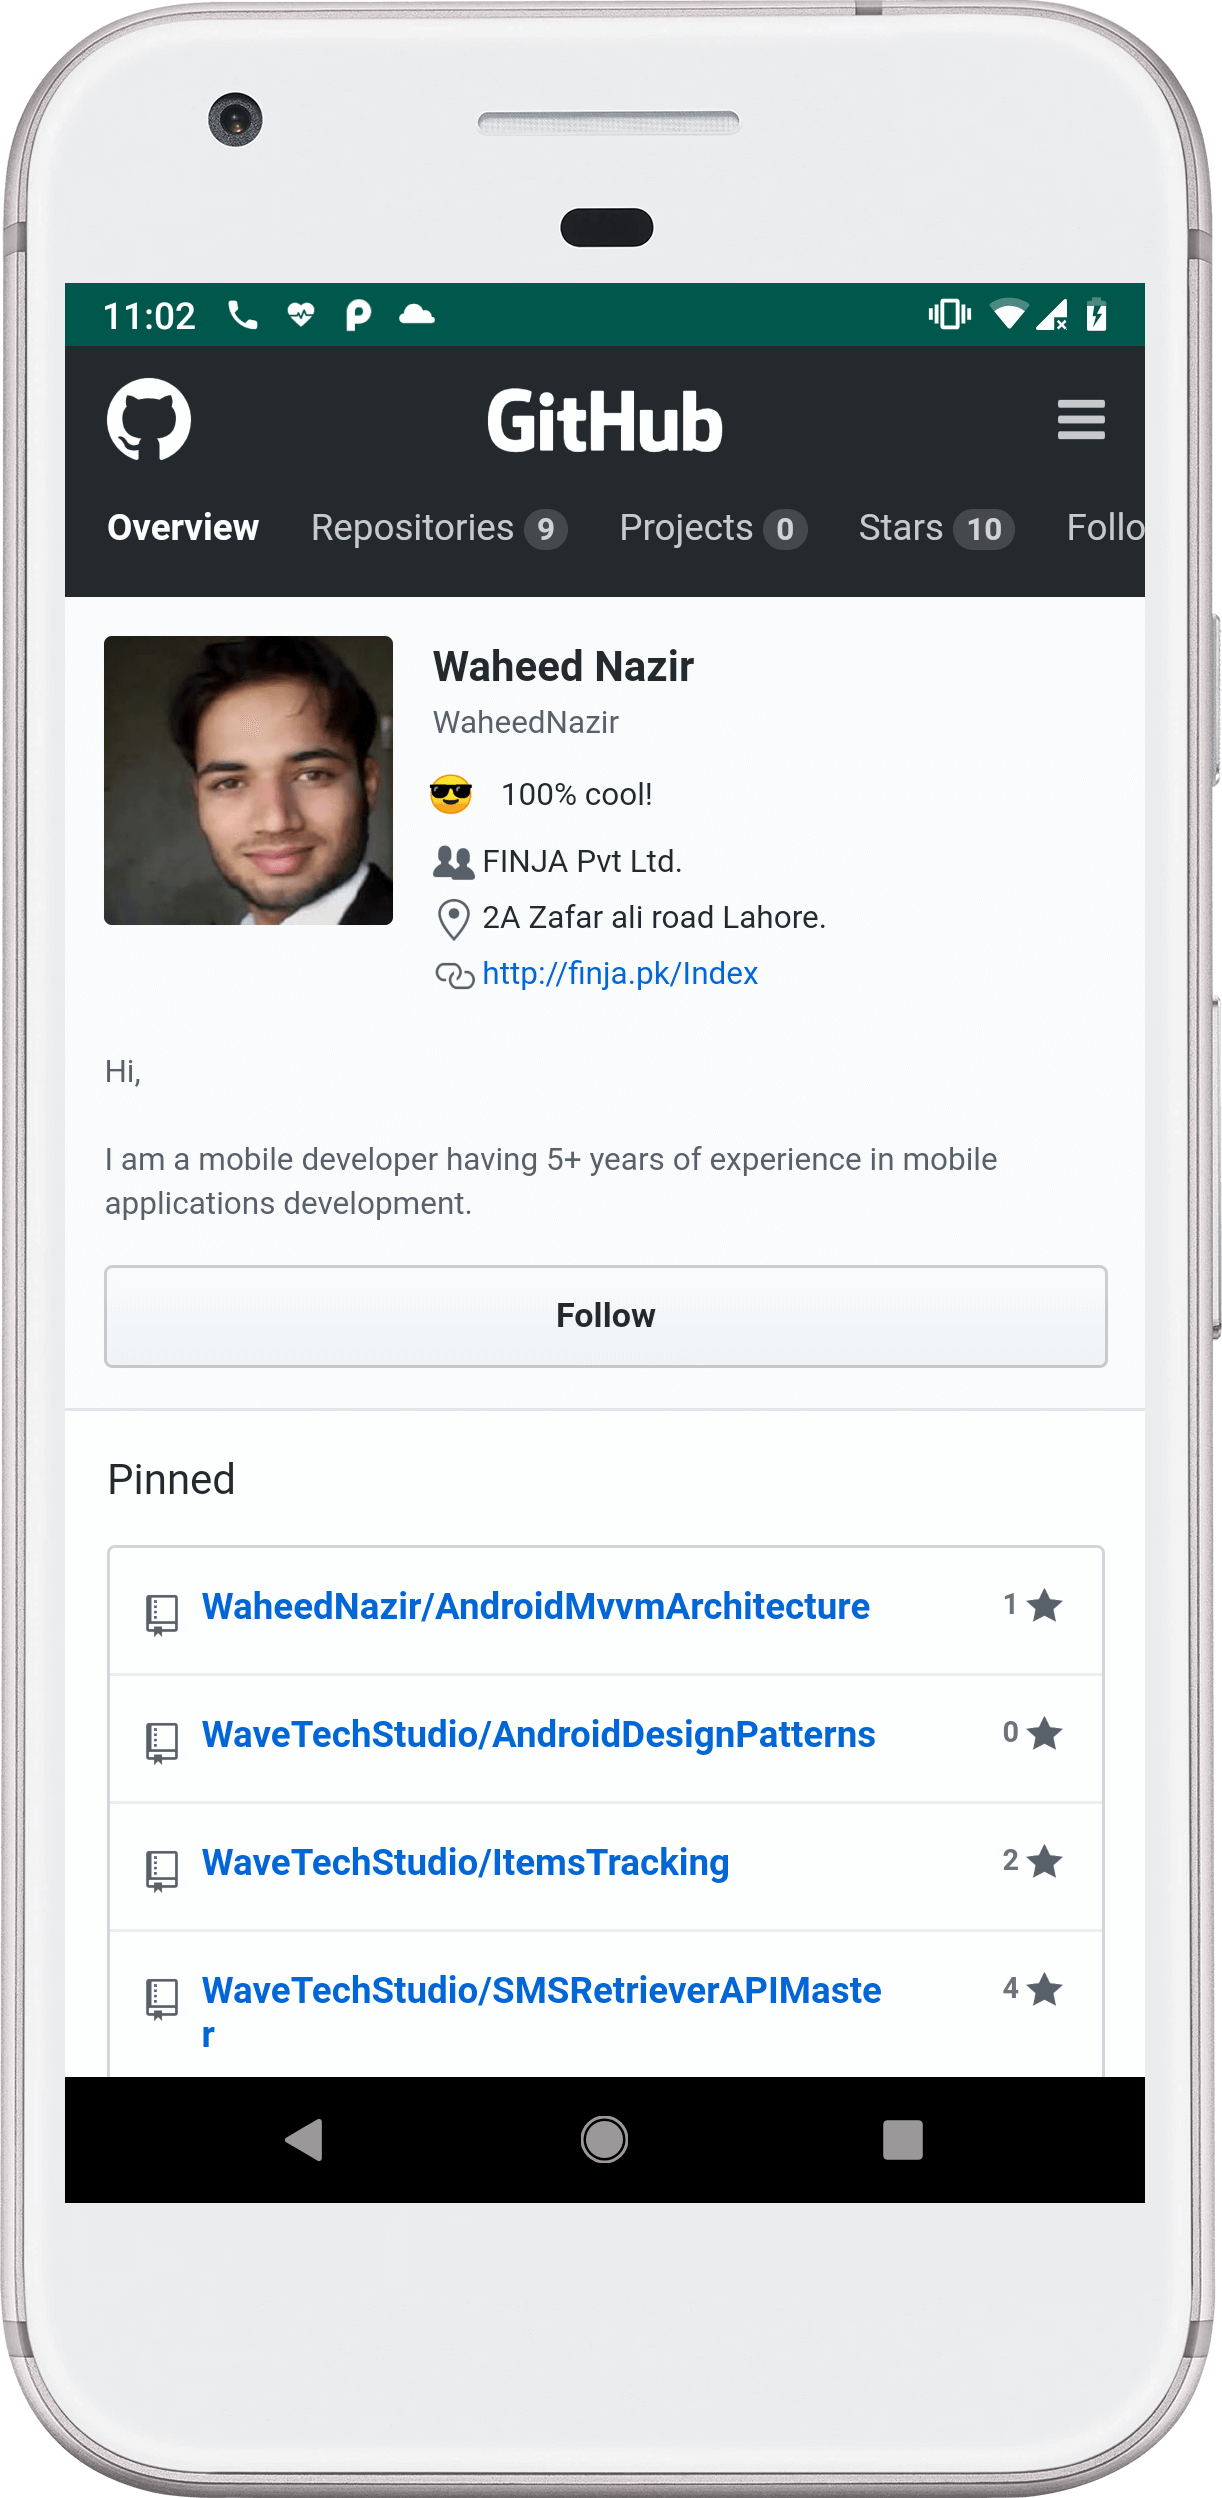 11:02
GitHub
Overview Repositories 9 Projects 0 Stars 10 Follo
Waheed Nazir
WaheedNazir
😎 100% cool!
FINJA Pvt Ltd.
2A Zafar ali road Lahore.
http://finja.pk/Index
Hi,
I am a mobile developer having 5+ years of experience in mobile
applications development.
Follow
Pinned
WaheedNazir/AndroidMvvmArchitecture 1
WaveTechStudio/AndroidDesignPatterns 0
WaveTechStudio/ItemsTracking 2
WaveTechStudio/SMSRetrieverAPIMaste 4
r